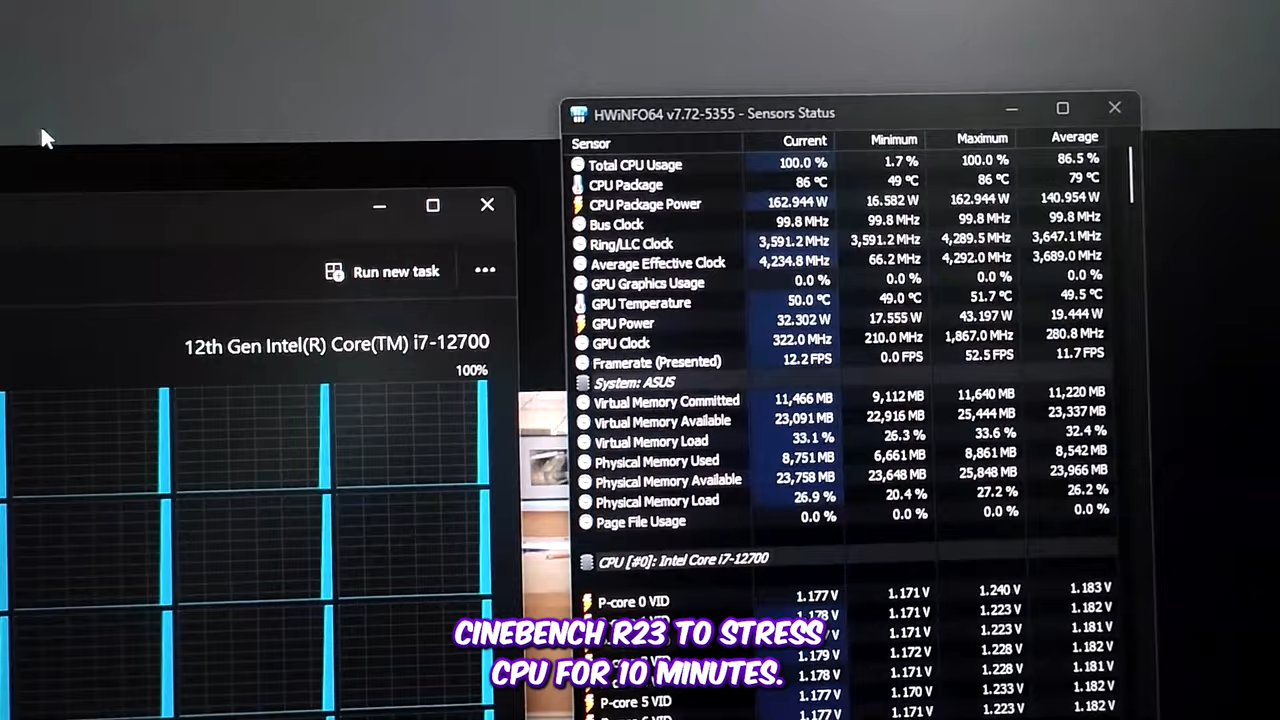 HWiNFO64 v7.72-5355 - Sensors Status
Sensor Current Minimum Maximum Average
Total CPU Usage 100.0 % 1.7 % 100.0 % 86.5 %
CPU Package 86 °C 49 °C 86 °C 79 °C
CPU Package Power 162.944 W 16.582 W 162.944 W 140.954 W
Bus Clock 99.8 MHz 99.8 MHz 99.8 MHz 99.8 MHz
Ring/LLC Clock 3,591.2 MHz 3,591.2 MHz 4,289.5 MHz 3,647.1 MHz
Average Effective Clock 4,234.8 MHz 66.2 MHz 4,292.0 MHz 3,689.0 MHz
GPU Graphics Usage 0.0 % 0.0 % 0.0 % 0.0 %
GPU Temperature 50.0 °C 49.0 °C 51.7 °C 49.5 °C
GPU Power 32.302 W 17.555 W 43.197 W 19.444 W
GPU Clock 322.0 MHz 210.0 MHz 1,867.0 MHz 280.8 MHz
Framerate (Presented) 12.2 FPS 0.0 FPS 52.5 FPS 11.7 FPS
System: ASUS
Virtual Memory Committed 11,466 MB 9,112 MB 11,640 MB 11,220 MB
Virtual Memory Available 23,091 MB 22,916 MB 25,444 MB 23,337 MB
Virtual Memory Load 33.1 % 26.3 % 33.6 % 32.4 %
Physical Memory Used 8,751 MB 6,661 MB 8,861 MB 8,542 MB
Physical Memory Available 23,758 MB 23,648 MB 25,848 MB 23,966 MB
Physical Memory Load 26.9 % 20.4 % 27.2 % 26.2 %
Page File Usage 0.0 % 0.0 % 0.0 % 0.0 %
CPU [#0]: Intel Core i7-12700
P-core 0 VID 1.177 V 1.171 V 1.240 V 1.183 V
1.178 V 1.171 V 1.223 V 1.182 V
1.171 V 1.223 V 1.181 V
1.179 V 1.172 V 1.228 V 1.182 V
1.178 V 1.171 V 1.228 V 1.181 V
P-core 5 VID 1.177 V 1.170 V 1.233 V 1.182 V
1.177 V 1.171 V 1.223 V 1.182 V
Run new task
12th Gen Intel(R) Core(TM) i7-12700
100%
CINEBENCH R23 TO STRESS
CPU FOR 10 MINUTES.